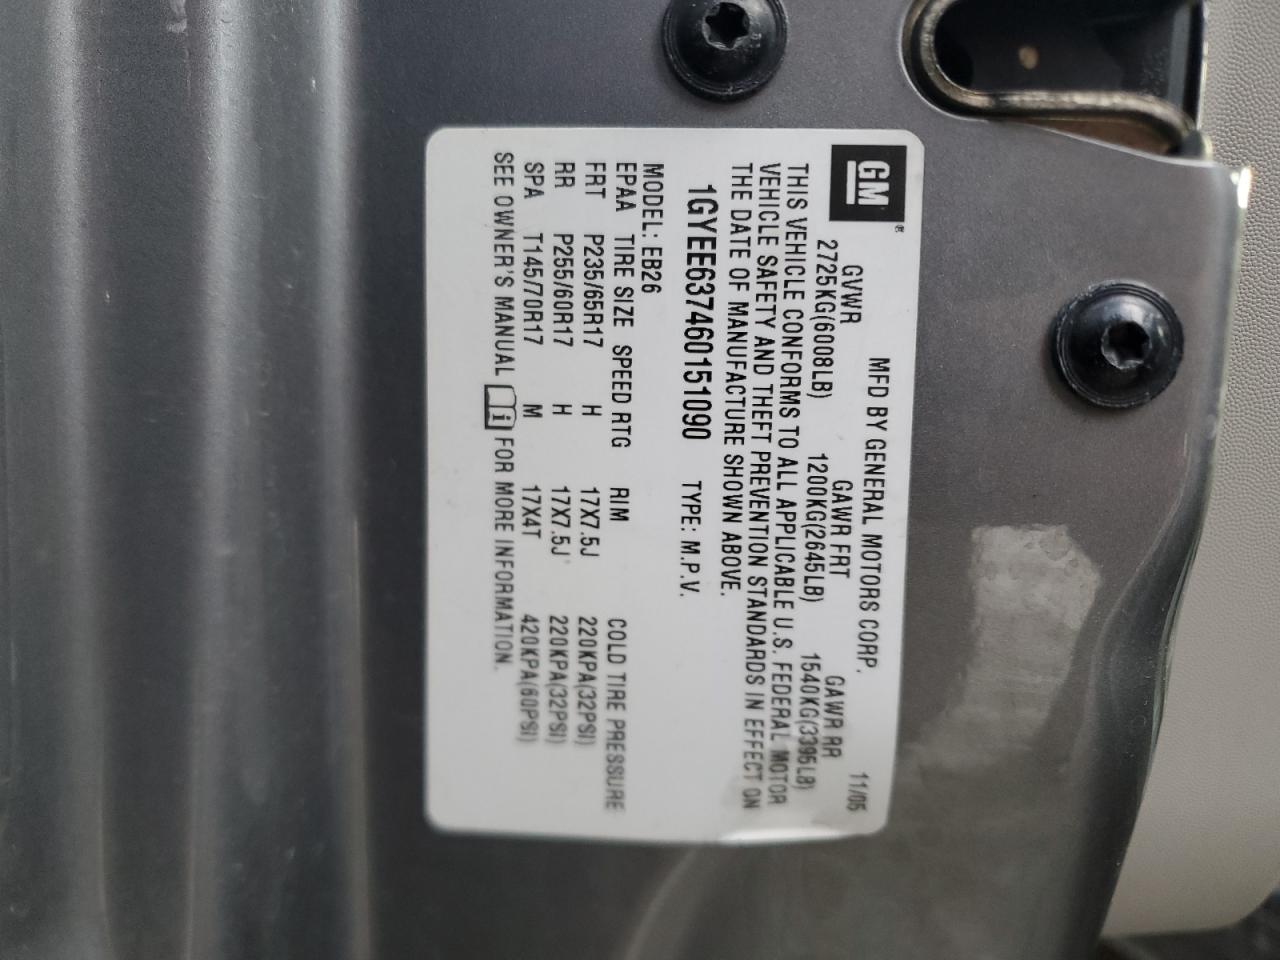 GM®
MFD BY GENERAL MOTORS CORP. 11/05
GVWR GAWR FRT GAWR RR
2725KG(6008LB) 1200KG(2645LB) 1540KG(3395LB)
THIS VEHICLE CONFORMS TO ALL APPLICABLE U.S. FEDERAL MOTOR
VEHICLE SAFETY AND THEFT PREVENTION STANDARDS IN EFFECT ON
THE DATE OF MANUFACTURE SHOWN ABOVE.
1GYEE637460151090 TYPE: M.P.V.
MODEL: EB26
EPAA TIRE SIZE SPEED RTG RIM COLD TIRE PRESSURE
FRT P235/65R17 H 17X7.5J 220KPA(32PSI)
RR P255/60R17 H 17X7.5J 220KPA(32PSI)
SPA T145/70R17 M 17X4T 420KPA(60PSI)
SEE OWNER'S MANUAL i FOR MORE INFORMATION.